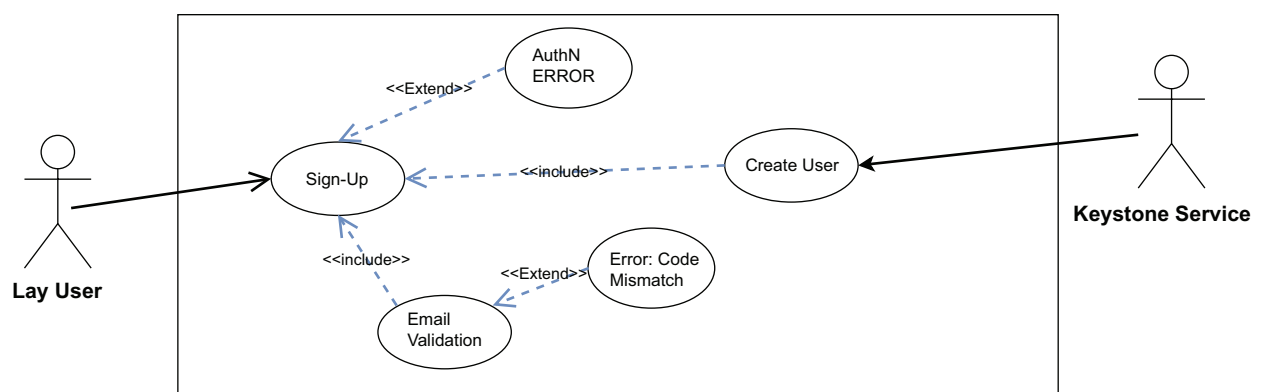 AuthN
ERROR
<<Extend>>
Sign-Up
<<include>>
Create User
Keystone Service
<<include>>
Error: Code
Mismatch
<<Extend>>
Lay User
Email
Validation